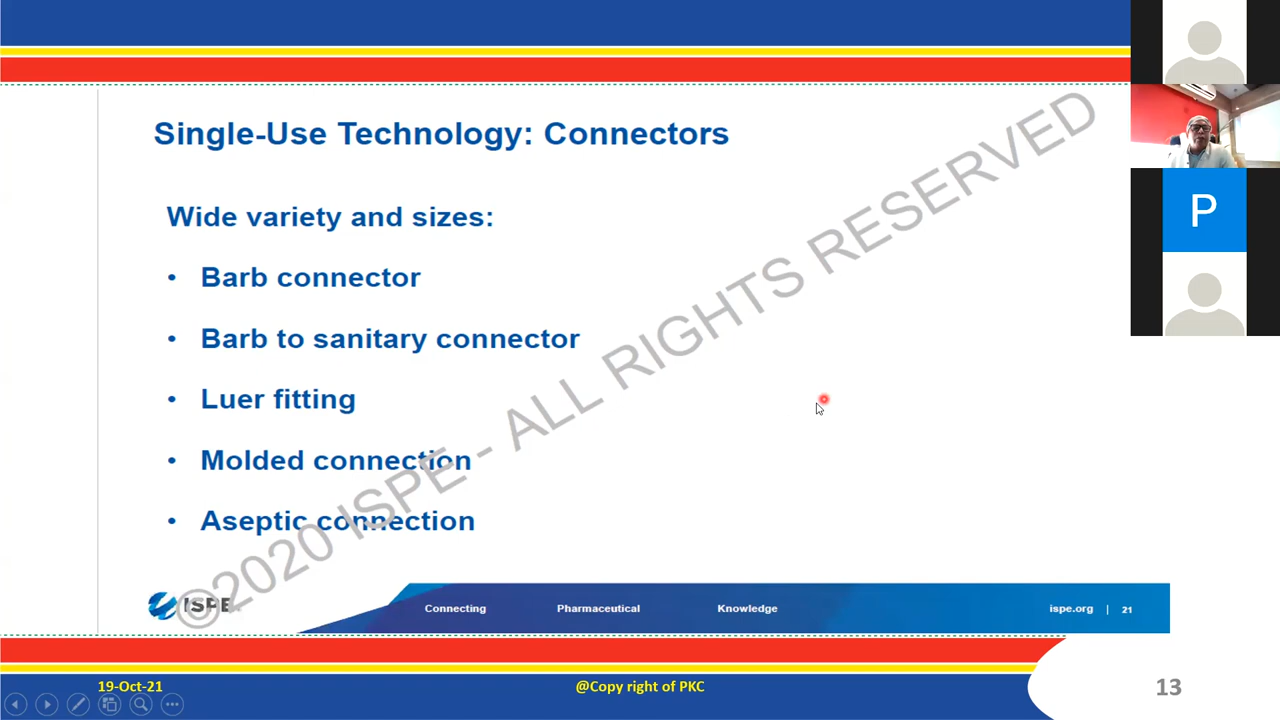 Single-Use Technology: Connectors
Wide variety and sizes:
• Barb connector
• Barb to sanitary connector
• Luer fitting
• Molded connection
• Aseptic connection
©2020 ISPE - ALL RIGHTS RESERVED
ISPE
Connecting Pharmaceutical Knowledge
ispe.org | 21
19-Oct-21
@Copy right of PKC
13
P